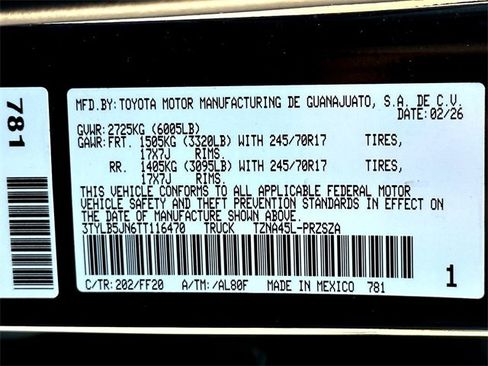 781
MFD.BY:TOYOTA MOTOR MANUFACTURING DE GUANAJUATO, S.A. DE C.V.
DATE:02/26
GVWR:2725KG (6005LB)
GAWR:FRT. 1505KG (3320LB) WITH 245/70R17 TIRES,
17X7J RIMS.
RR. 1405KG (3095LB) WITH 245/70R17 TIRES,
17X7J RIMS.
THIS VEHICLE CONFORMS TO ALL APPLICABLE FEDERAL MOTOR
VEHICLE SAFETY AND THEFT PREVENTION STANDARDS IN EFFECT
ON THE DATE OF MANUFACTURE SHOWN ABOVE.
3TYLB5JN6TT116470 TRUCK TZNA45L-PRZSZA
C/TR:202/FF20 A/TM:/AL80F MADE IN MEXICO 781
1